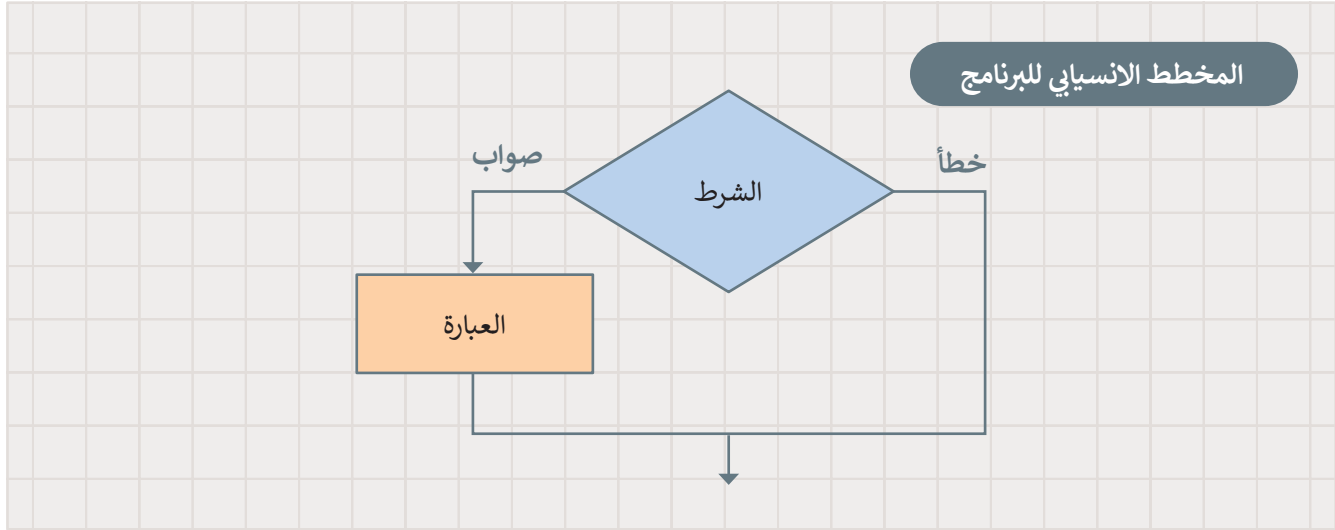 المخطط الانسيابي للبرنامج
خطأ
صواب
الشرط
العبارة